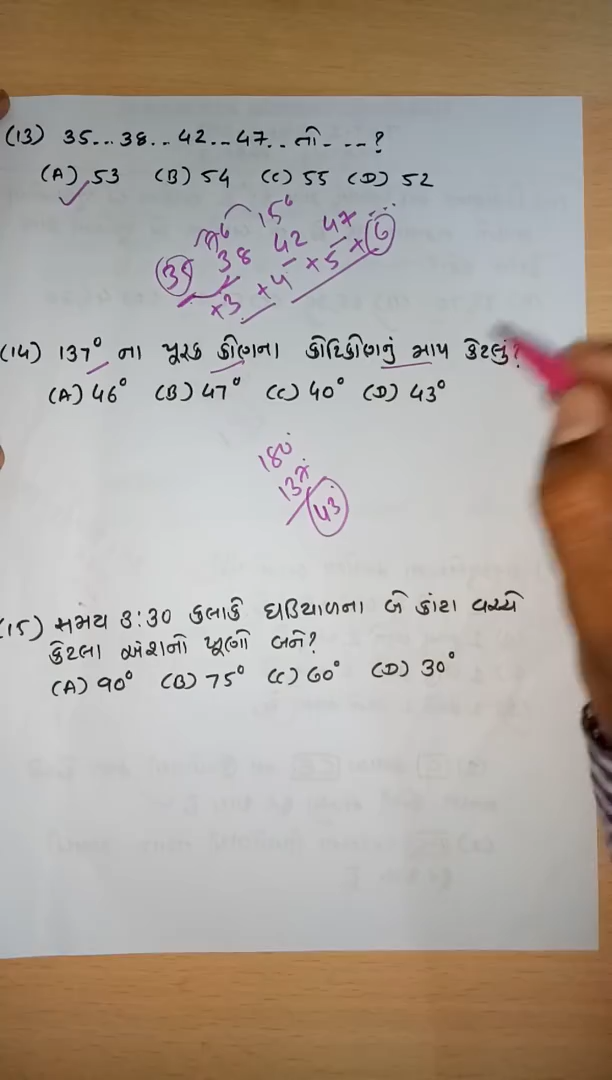 (13) 35...38...42...47..તો- - -?
(A) 53 (B) 54 (C) 55 (D) 52
15
35 38 42 47 ...
+3 +4 +5 + 6
(14) 137° ના પૂરક કોણના કોટિકોણનું માપ કેટલું?
(A) 46° (B) 47° (C) 40° (D) 43°
180
137
43
(15) સમય 3:30 કલાકે ઘડિયાળના બે કાંટા વચ્ચે
કેટલા અંશનો ખૂણો બને?
(A) 90° (B) 75° (C) 60° (D) 30°